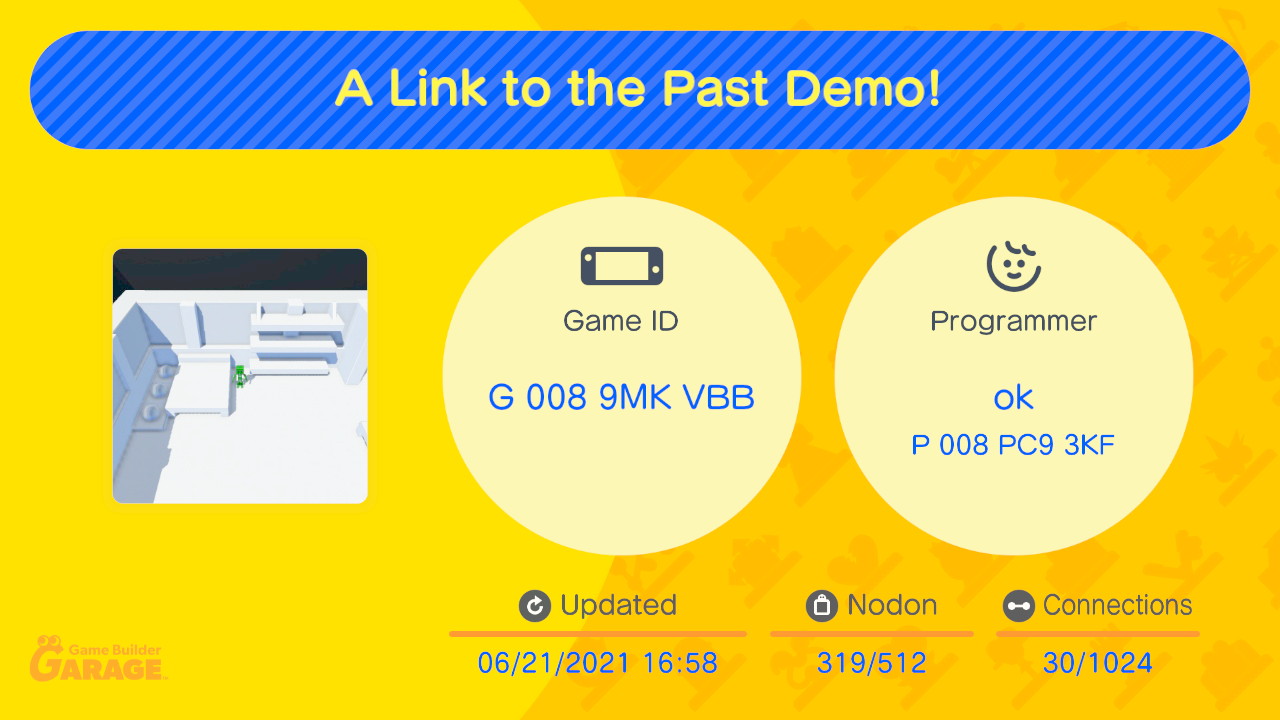 A Link to the Past Demo!
Game ID
G 008 9MK VBB
Programmer
ok
P 008 PC9 3KF
Updated
06/21/2021 16:58
Nodon
319/512
Connections
30/1024
Game Builder
GARAGE™